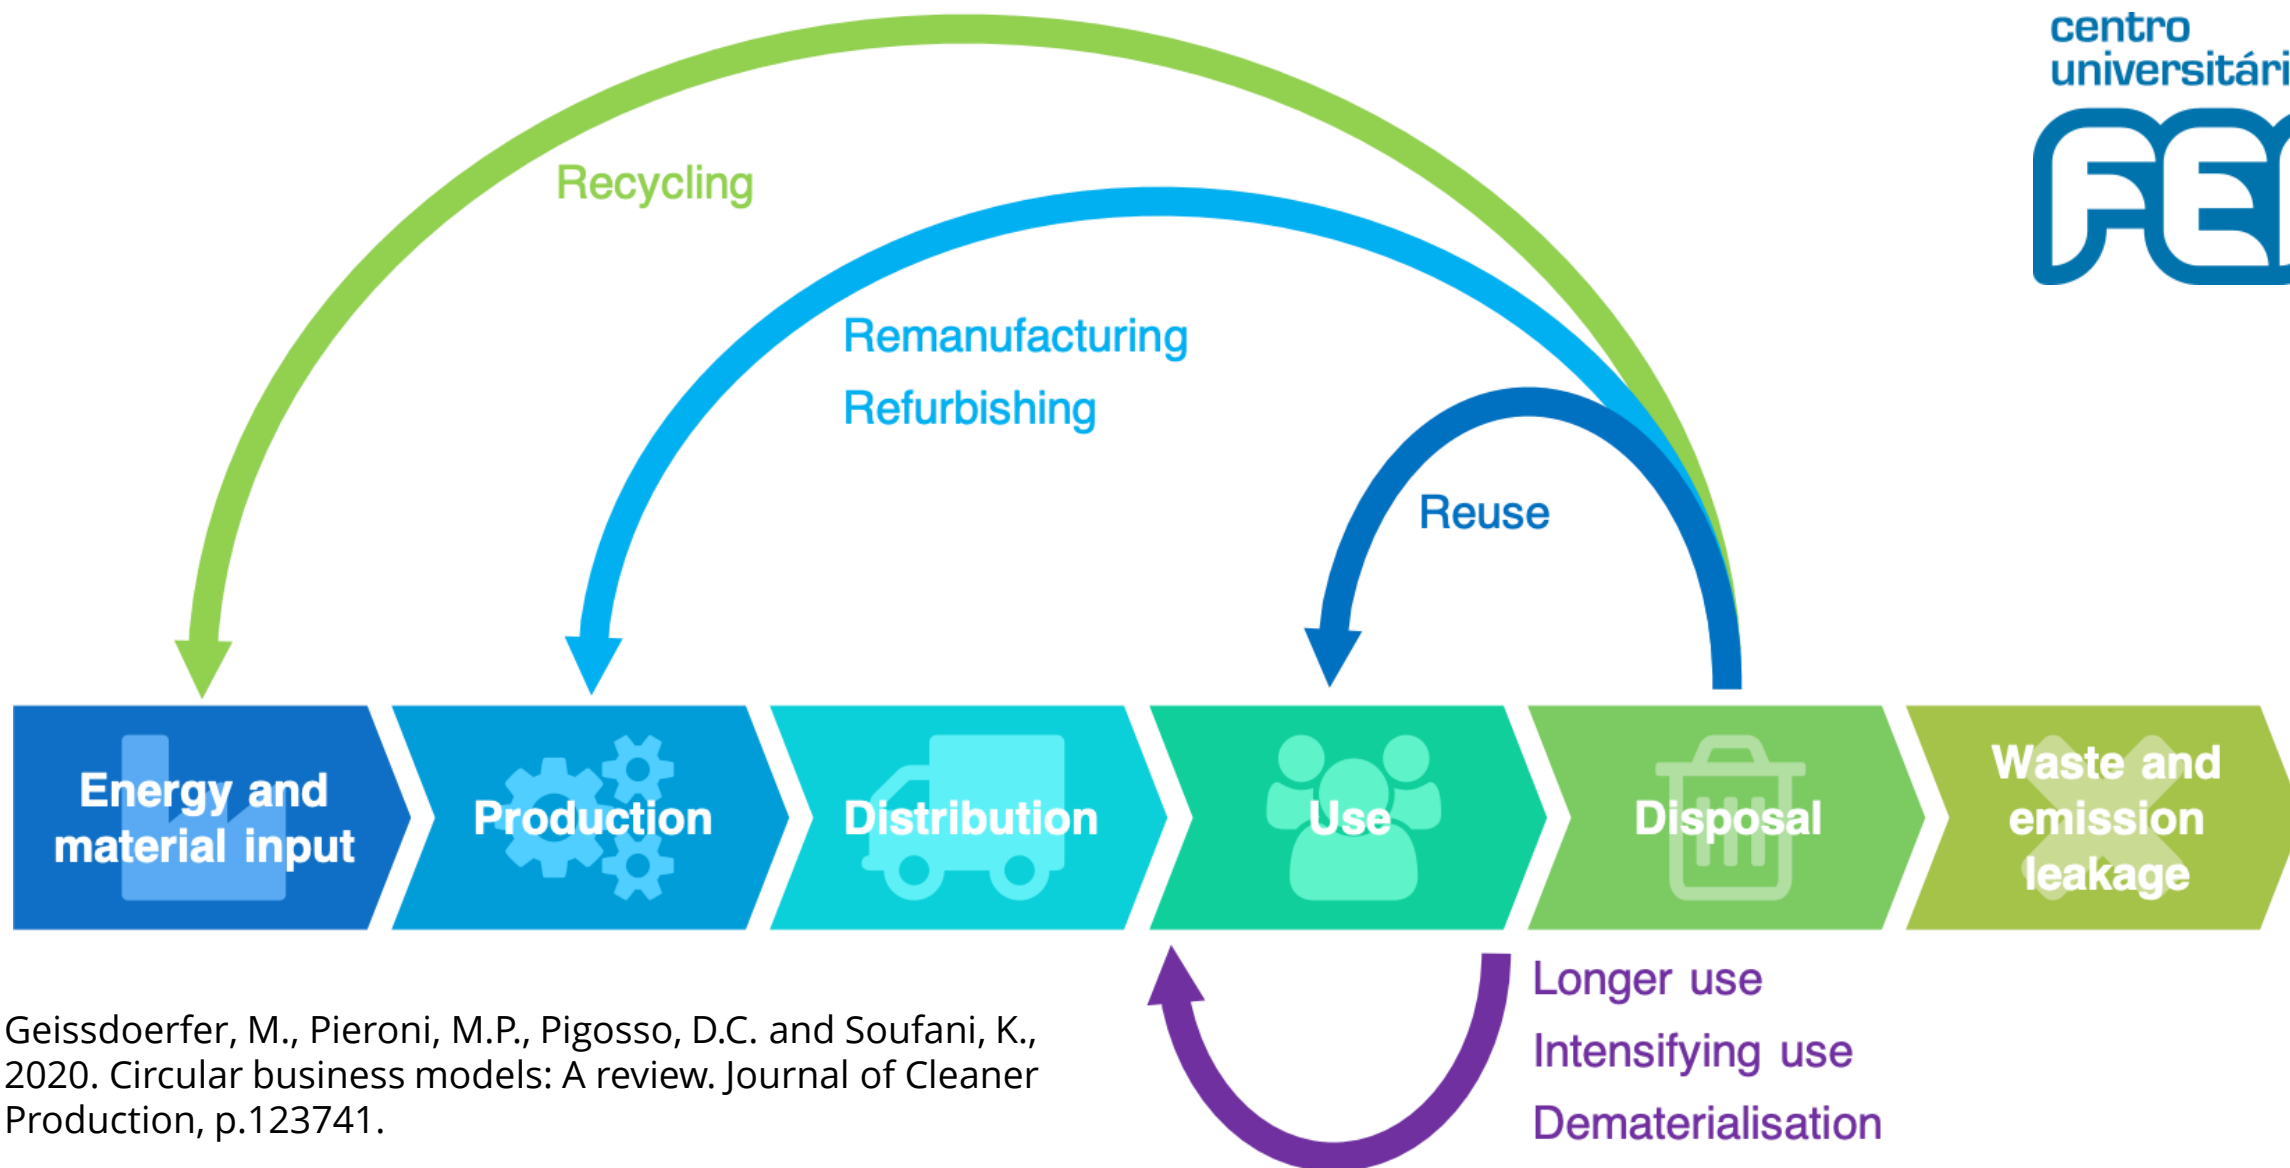 centro
universitári
FEI
Recycling
Remanufacturing
Refurbishing
Reuse
Energy and
material input
Production
Distribution
Use
Disposal
Waste and
emission
leakage
Longer use
Intensifying use
Dematerialisation
Geissdoerfer, M., Pieroni, M.P., Pigosso, D.C. and Soufani, K.,
2020. Circular business models: A review. Journal of Cleaner
Production, p.123741.